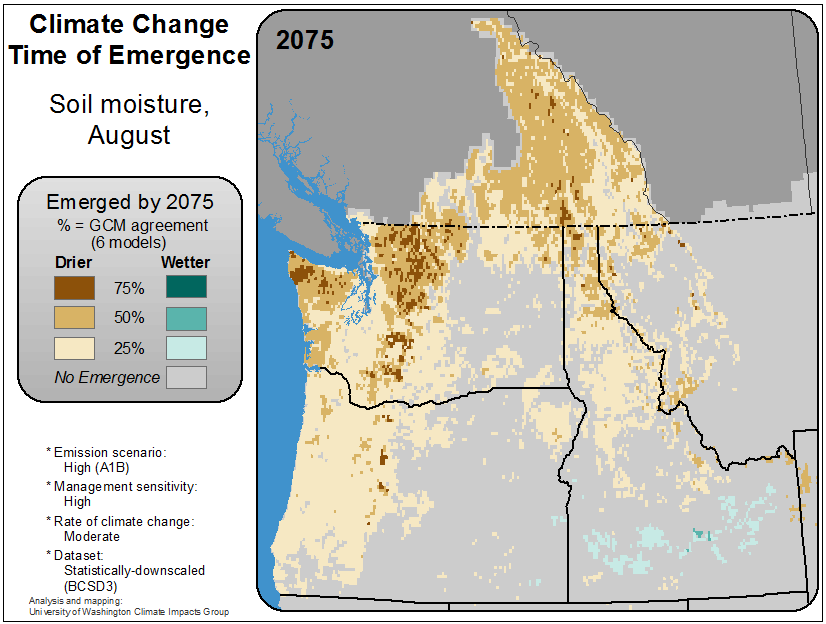 Climate Change
Time of Emergence
Soil moisture,
August
2075
Emerged by 2075
% = GCM agreement
(6 models)
Drier Wetter
75%
50%
25%
No Emergence
* Emission scenario:
High (A1B)
* Management sensitivity:
High
* Rate of climate change:
Moderate
* Dataset:
Statistically-downscaled
(BCSD3)
Analysis and mapping:
University of Washington Climate Impacts Group